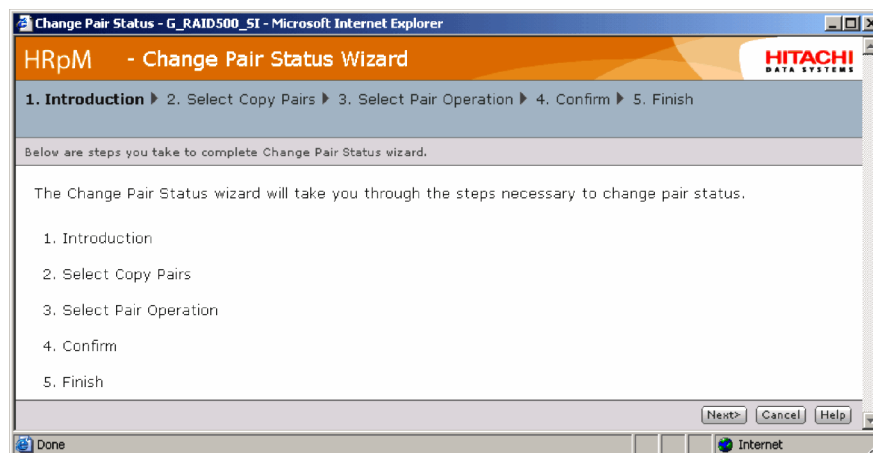 Change Pair Status - G_RAID500_SI - Microsoft Internet Explorer
HRpM - Change Pair Status Wizard
HITACHI
DATA SYSTEMS
1. Introduction 2. Select Copy Pairs 3. Select Pair Operation 4. Confirm 5. Finish
Below are steps you take to complete Change Pair Status wizard.
The Change Pair Status wizard will take you through the steps necessary to change pair status.
1. Introduction
2. Select Copy Pairs
3. Select Pair Operation
4. Confirm
5. Finish
Next> Cancel Help
Done Internet